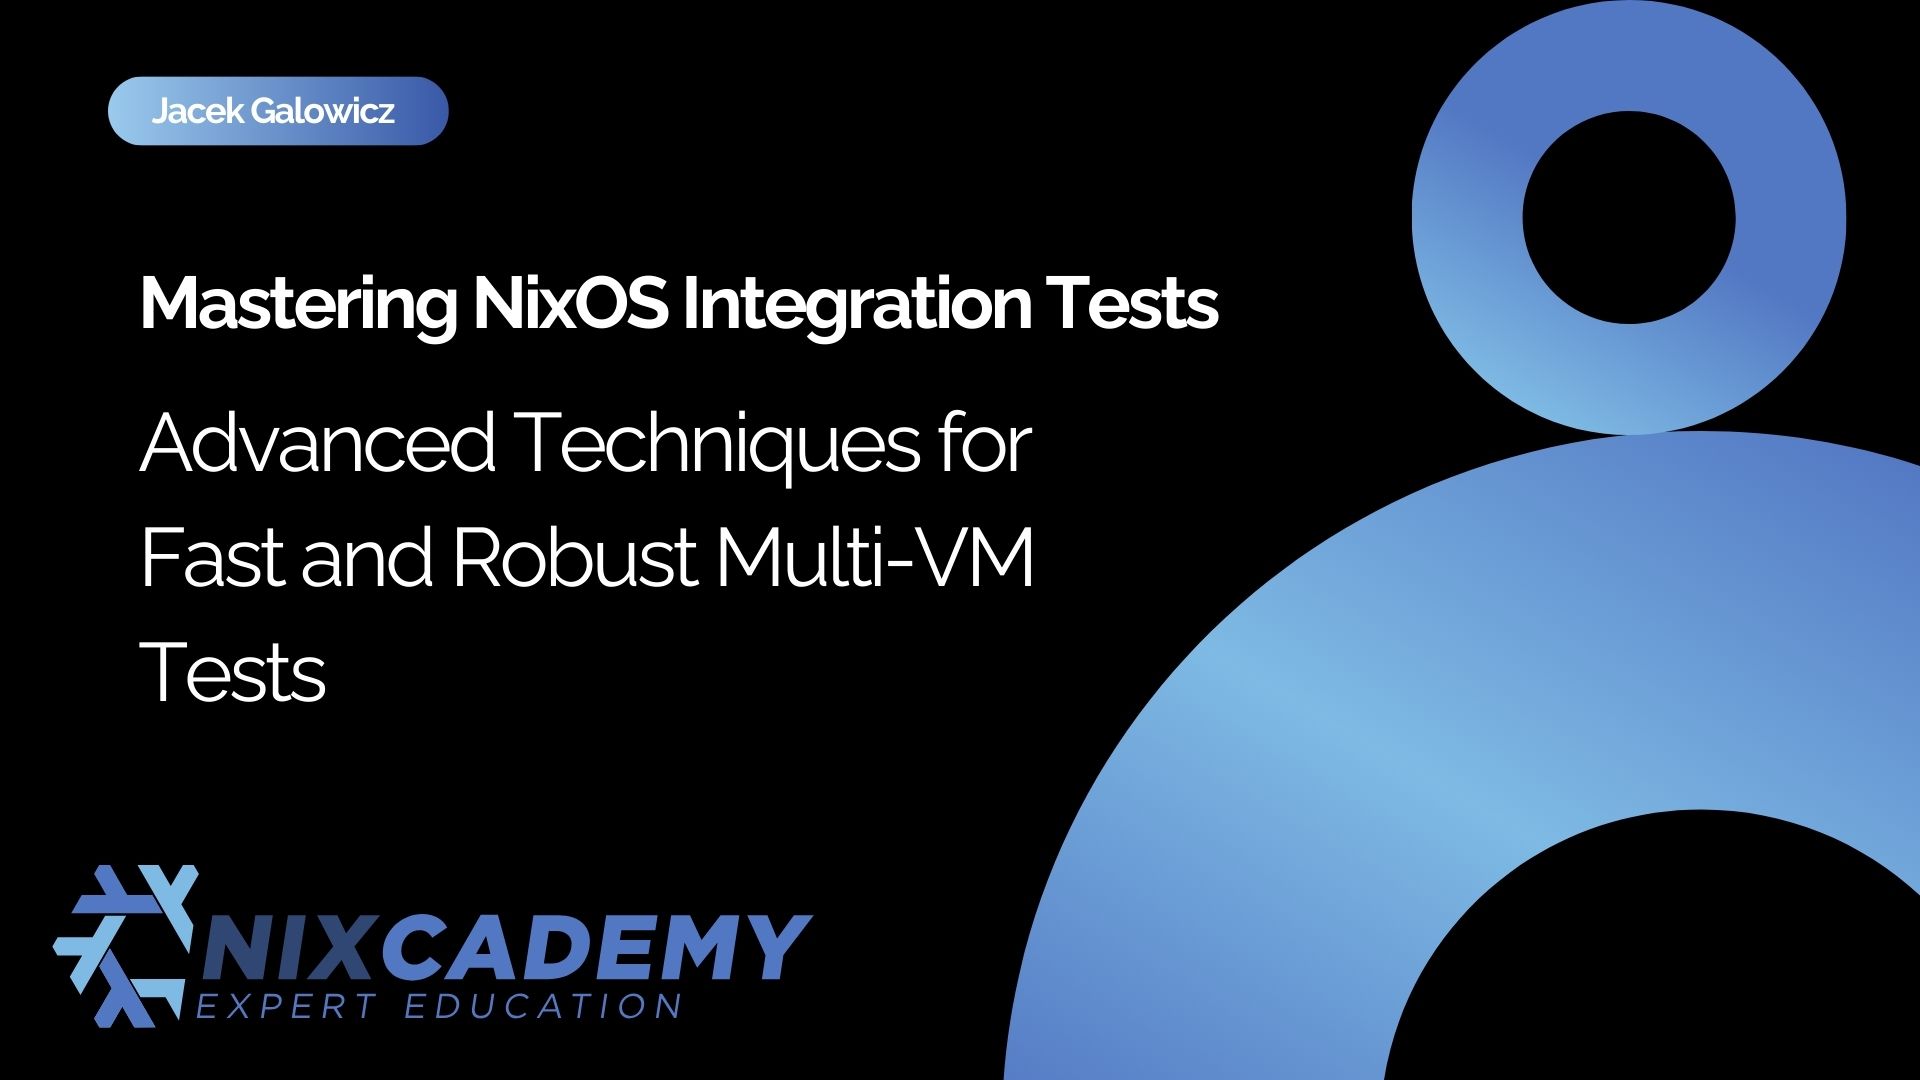 Jacek Galowicz
Mastering NixOS Integration Tests
Advanced Techniques for
Fast and Robust Multi-VM
Tests
NIXCADEMY
EXPERT EDUCATION